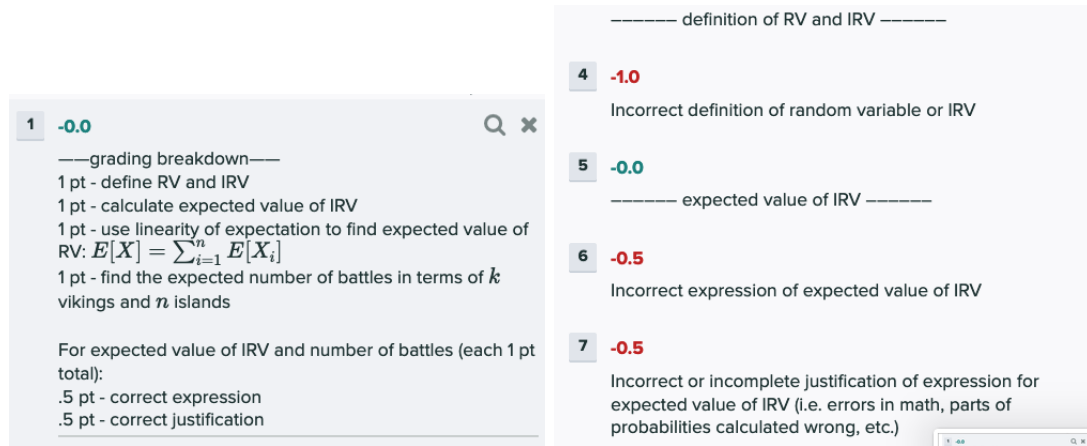 1 -0.0
——grading breakdown——
1 pt - define RV and IRV
1 pt - calculate expected value of IRV
1 pt - use linearity of expectation to find expected value of
RV: E[X] = ∑ⁿᵢ₌₁ E[Xᵢ]
1 pt - find the expected number of battles in terms of k
vikings and n islands
For expected value of IRV and number of battles (each 1 pt
total):
.5 pt - correct expression
.5 pt - correct justification
—————— definition of RV and IRV ——————
4 -1.0
Incorrect definition of random variable or IRV
5 -0.0
—————— expected value of IRV ——————
6 -0.5
Incorrect expression of expected value of IRV
7 -0.5
Incorrect or incomplete justification of expression for
expected value of IRV (i.e. errors in math, parts of
probabilities calculated wrong, etc.)